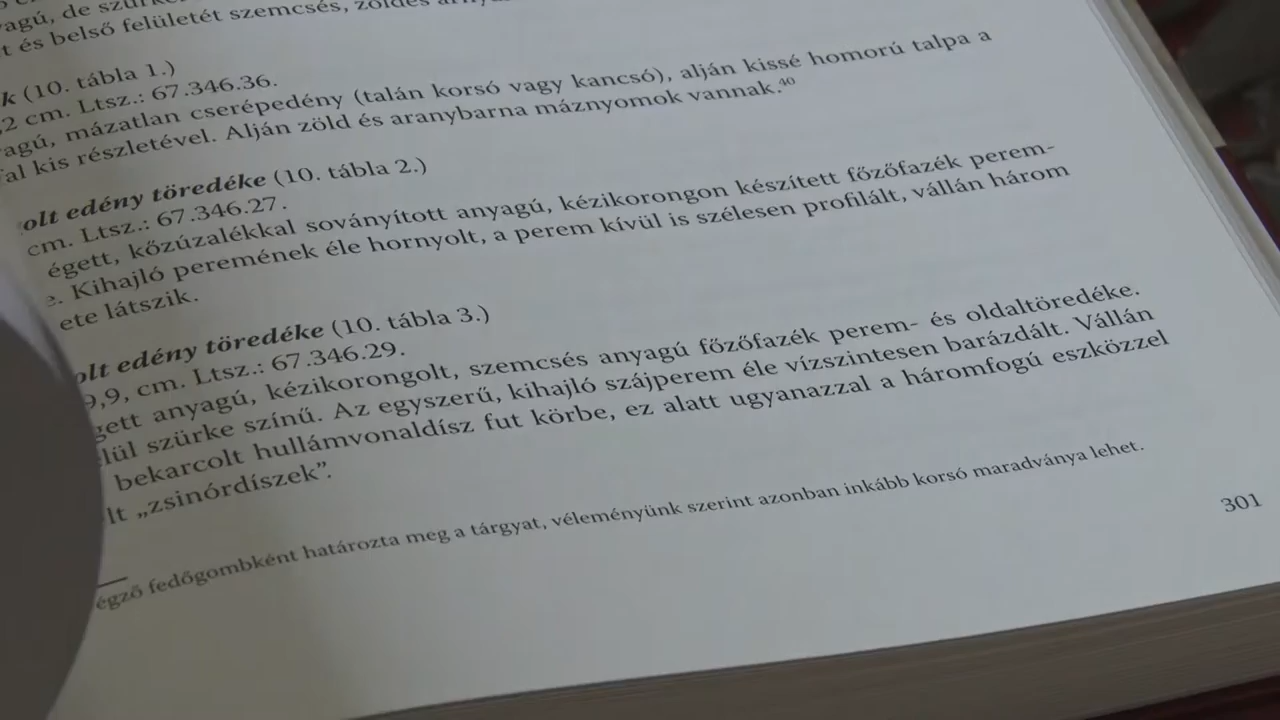 agú, de
t és belső felületét szemcsés, zöldes
k (10. tábla 1.)
,2 cm. Ltsz.: 67.346.36.
agú, mázatlan cserépedény (talán korsó vagy kancsó), alján kissé homorú talpa a
al kis részletével. Alján zöld és aranybarna máznyomok vannak.⁴⁰
olt edény töredéke (10. tábla 2.)
cm. Ltsz.: 67.346.27.
égett, kőzúzalékkal soványított anyagú, kézikorongon készített főzőfazék perem-
e. Kihajló peremének éle hornyolt, a perem kívül is szélesen profilált, vállán három
ete látszik.
olt edény töredéke (10. tábla 3.)
9,9, cm. Ltsz.: 67.346.29.
gett anyagú, kézikorongolt, szemcsés anyagú főzőfazék perem- és oldaltöredéke.
lül szürke színű. Az egyszerű, kihajló szájperem éle vízszintesen barázdált. Vállán
bekarcolt hullámvonaldísz fut körbe, ez alatt ugyanazzal a háromfogú eszközzel
lt „zsinórdíszek”.
égző fedőgombként határozta meg a tárgyat, véleményünk szerint azonban inkább korsó maradványa lehet.
301